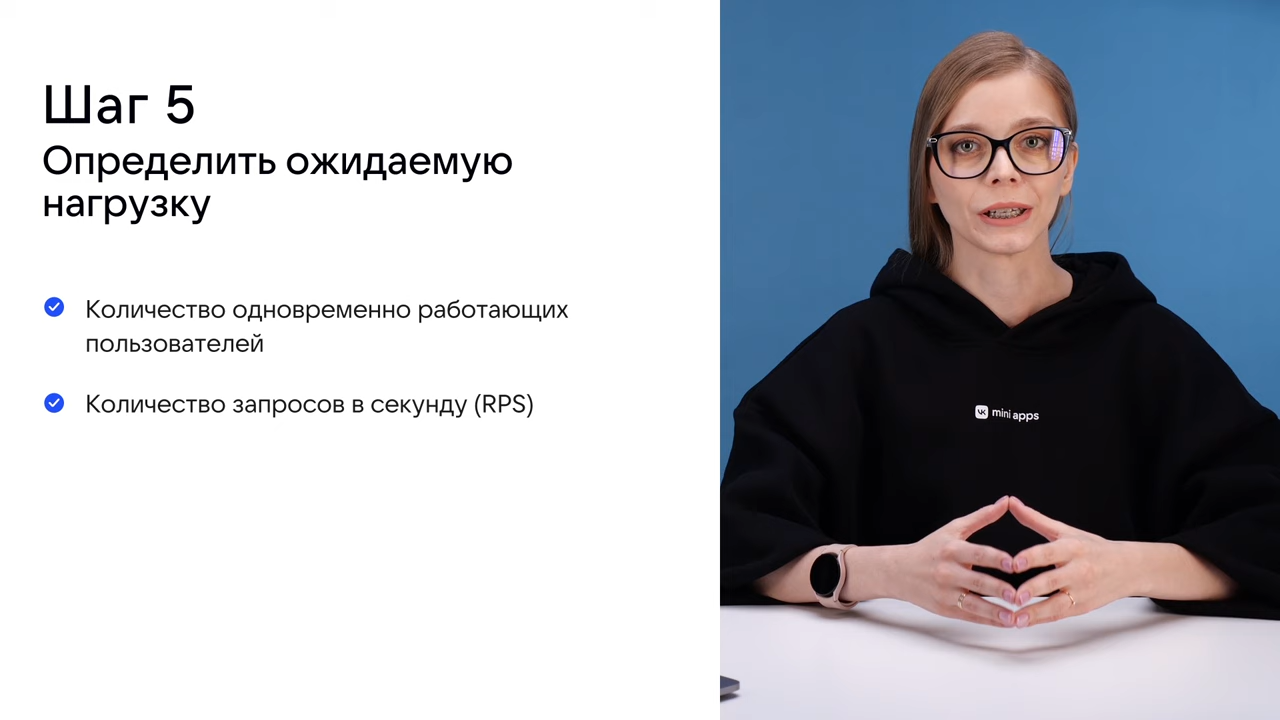 Шаг 5
Определить ожидаемую
нагрузку
Количество одновременно работающих
пользователей
Количество запросов в секунду (RPS)
mini apps